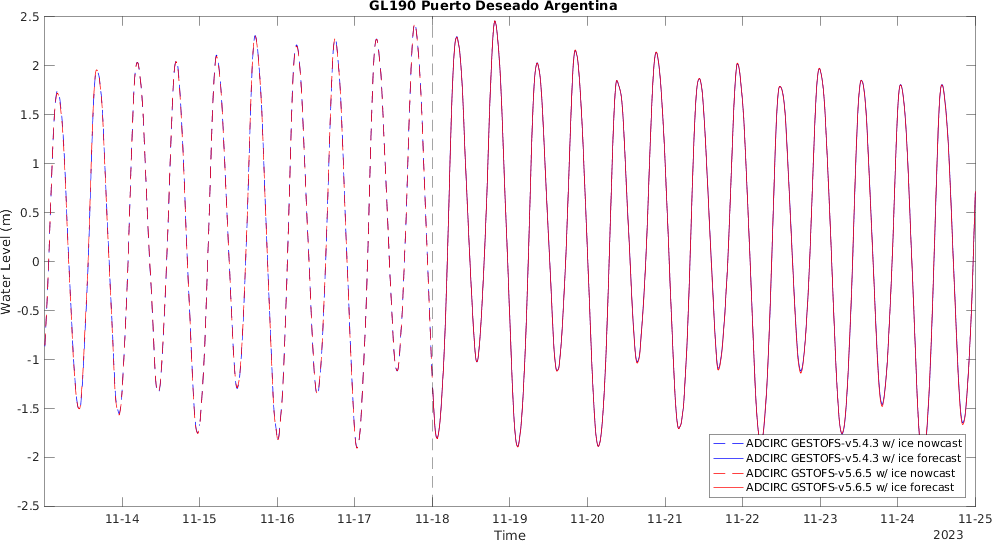 GL190 Puerto Deseado Argentina
2.5
2
1.5
1
0.5
0
-0.5
-1
-1.5
-2
-2.5
Water Level (m)
ADCIRC GESTOFS-v5.4.3 w/ ice nowcast
ADCIRC GESTOFS-v5.4.3 w/ ice forecast
ADCIRC GSTOFS-v5.6.5 w/ ice nowcast
ADCIRC GSTOFS-v5.6.5 w/ ice forecast
11-14 11-15 11-16 11-17 11-18 11-19 11-20 11-21 11-22 11-23 11-24 11-25
Time
2023